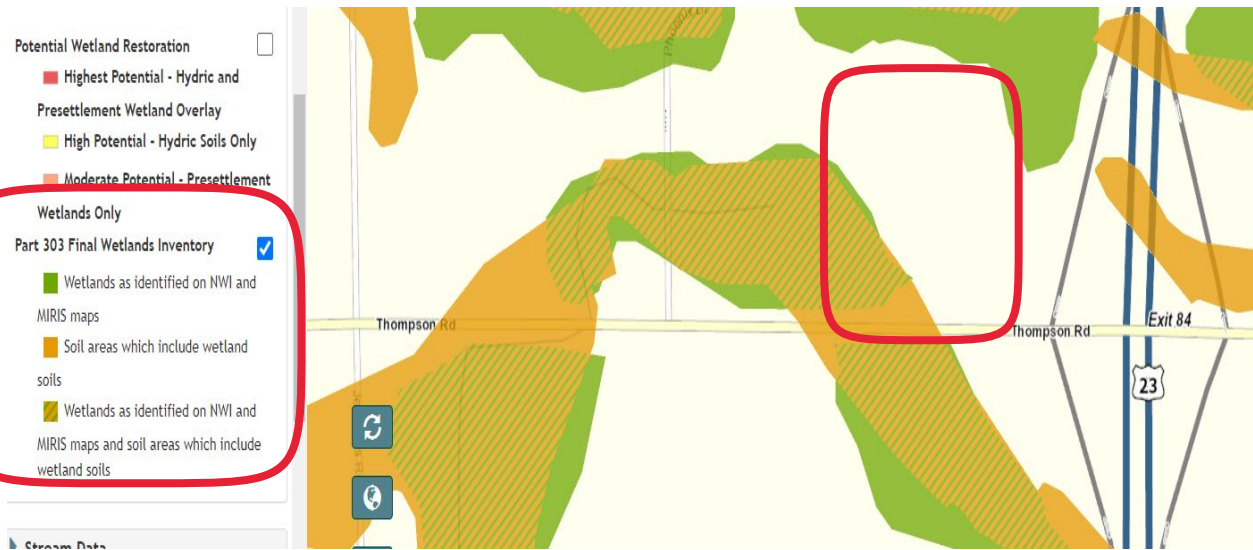 Potential Wetland Restoration
Highest Potential - Hydric and
Presettlement Wetland Overlay
High Potential - Hydric Soils Only
Moderate Potential - Presettlement
Wetlands Only
Part 303 Final Wetlands Inventory
Wetlands as identified on NWI and
MIRIS maps
Soil areas which include wetland
soils
Wetlands as identified on NWI and
MIRIS maps and soil areas which include
wetland soils
Stream Data
Thompson Rd
Thompson Rd
Exit 84
23